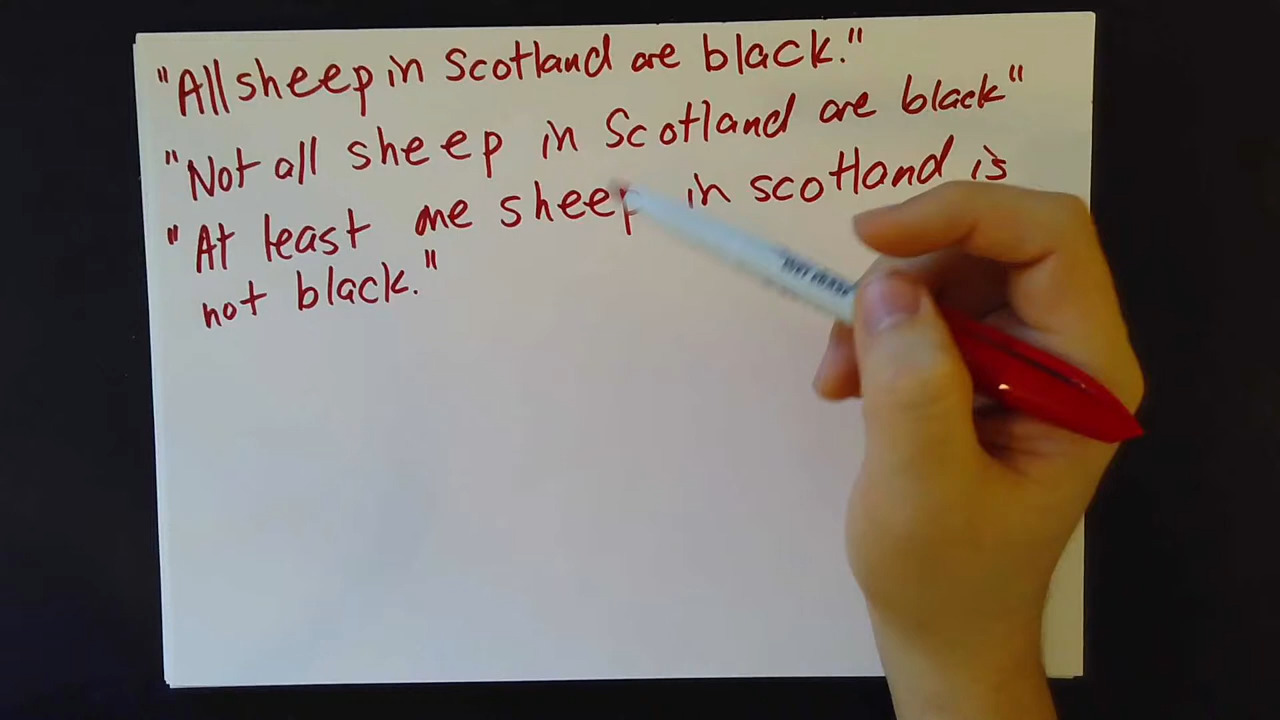 "All sheep in Scotland are black."
"Not all sheep in Scotland are black"
"At least one sheep in scotland is
not black."